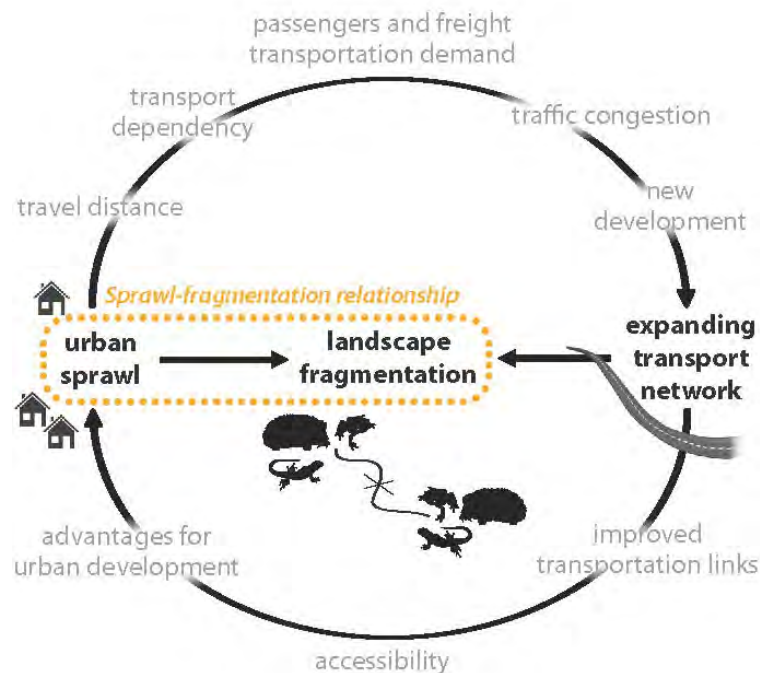 passengers and freight
transportation demand
transport
dependency
traffic congestion
travel distance
new
development
Sprawl-fragmentation relationship
urban
sprawl
landscape
fragmentation
expanding
transport
network
advantages for
urban development
improved
transportation links
accessibility